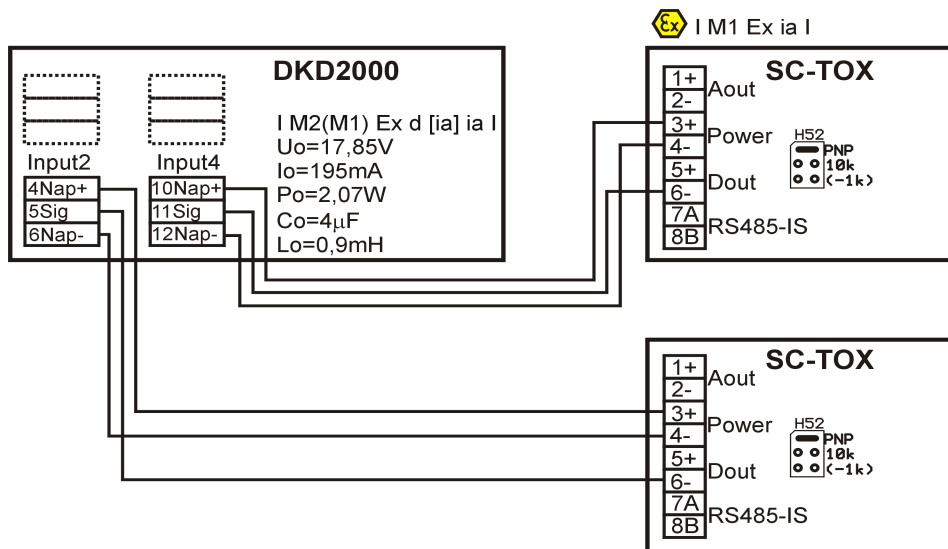 Ex I M1 Ex ia I
DKD2000
I M2(M1) Ex d [ia] ia I
Uo=17,85V
Io=195mA
Po=2,07W
Co=4μF
Lo=0,9mH
Input2
4Nap+
5Sig
6Nap-
Input4
10Nap+
11Sig
12Nap-
SC-TOX
1+
2-
Aout
3+
4-
Power
5+
6-
Dout
7A
8B
RS485-IS
H52
PNP
10k
(-1k)
SC-TOX
1+
2-
Aout
3+
4-
Power
5+
6-
Dout
7A
8B
RS485-IS
H52
PNP
10k
(-1k)